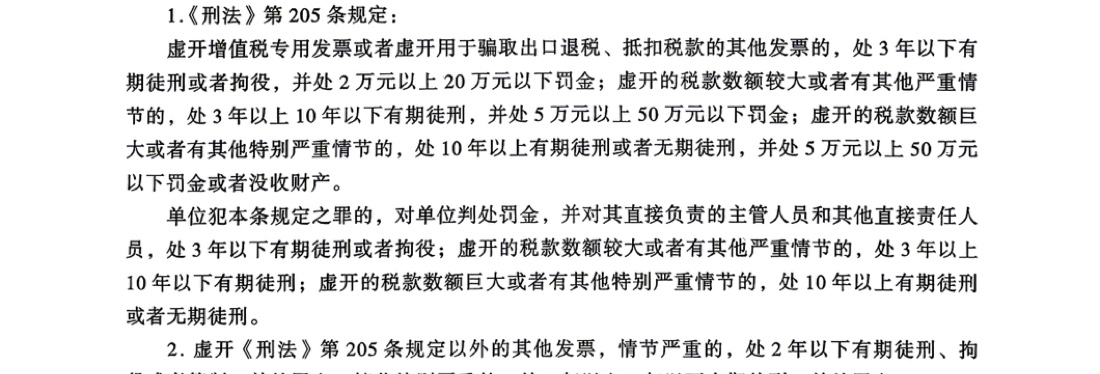 1.《刑法》第 205 条规定：
虚开增值税专用发票或者虚开用于骗取出口退税、抵扣税款的其他发票的，处 3 年以下有
期徒刑或者拘役，并处 2 万元以上 20 万元以下罚金；虚开的税款数额较大或者有其他严重情
节的，处 3 年以上 10 年以下有期徒刑，并处 5 万元以上 50 万元以下罚金；虚开的税款数额巨
大或者有其他特别严重情节的，处 10 年以上有期徒刑或者无期徒刑，并处 5 万元以上 50 万元
以下罚金或者没收财产。
单位犯本条规定之罪的，对单位判处罚金，并对其直接负责的主管人员和其他直接责任人
员，处 3 年以下有期徒刑或者拘役；虚开的税款数额较大或者有其他严重情节的，处 3 年以上
10 年以下有期徒刑；虚开的税款数额巨大或者有其他特别严重情节的，处 10 年以上有期徒刑
或者无期徒刑。
2. 虚开《刑法》第 205 条规定以外的其他发票，情节严重的，处 2 年以下有期徒刑、拘